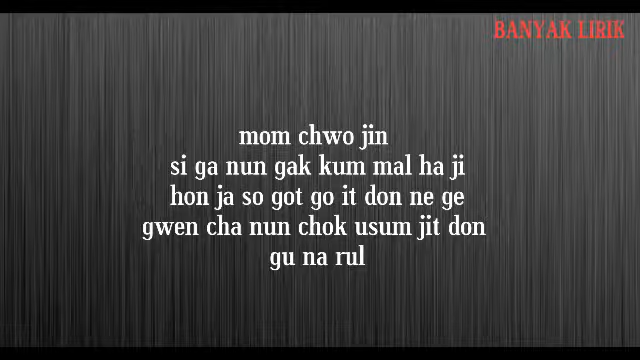 BANYAK LIRIK
mom chwo jin
si ga nun gak kum mal ha ji
hon ja so got go it don ne ge
gwen cha nun chok usum jit don
gu na rul